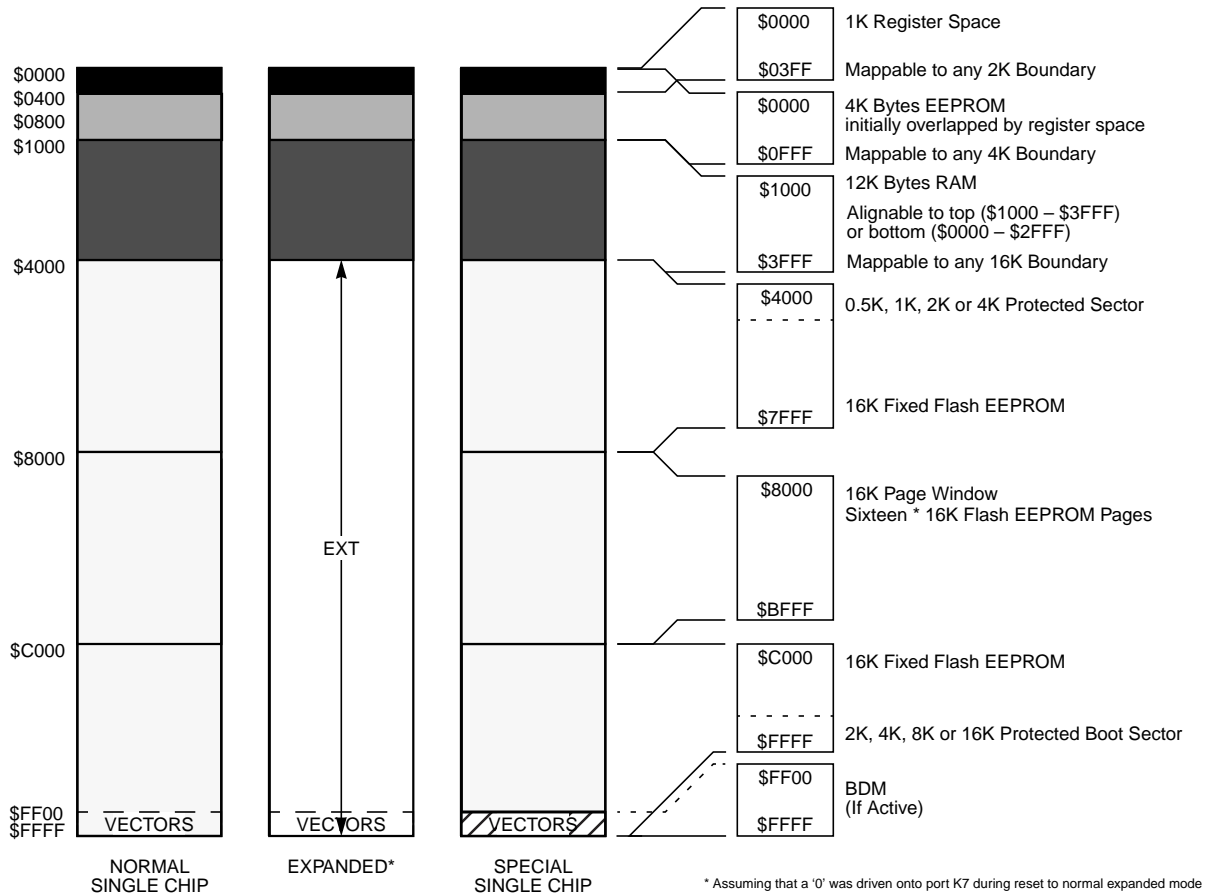 $0000
$0400
$0800
$1000
$4000
$8000
$C000
$FF00
$FFFF
EXT
VECTORS
VECTORS
VECTORS
NORMAL
SINGLE CHIP
EXPANDED*
SPECIAL
SINGLE CHIP
$0000
1K Register Space
$03FF
Mappable to any 2K Boundary
$0000
4K Bytes EEPROM
initially overlapped by register space
$0FFF
Mappable to any 4K Boundary
$1000
12K Bytes RAM
Alignable to top ($1000 – $3FFF)
or bottom ($0000 – $2FFF)
$3FFF
Mappable to any 16K Boundary
$4000
0.5K, 1K, 2K or 4K Protected Sector
$7FFF
16K Fixed Flash EEPROM
$8000
16K Page Window
Sixteen * 16K Flash EEPROM Pages
$BFFF
$C000
16K Fixed Flash EEPROM
$FFFF
2K, 4K, 8K or 16K Protected Boot Sector
$FF00
BDM
(If Active)
$FFFF
* Assuming that a ‘0’ was driven onto port K7 during reset to normal expanded mode